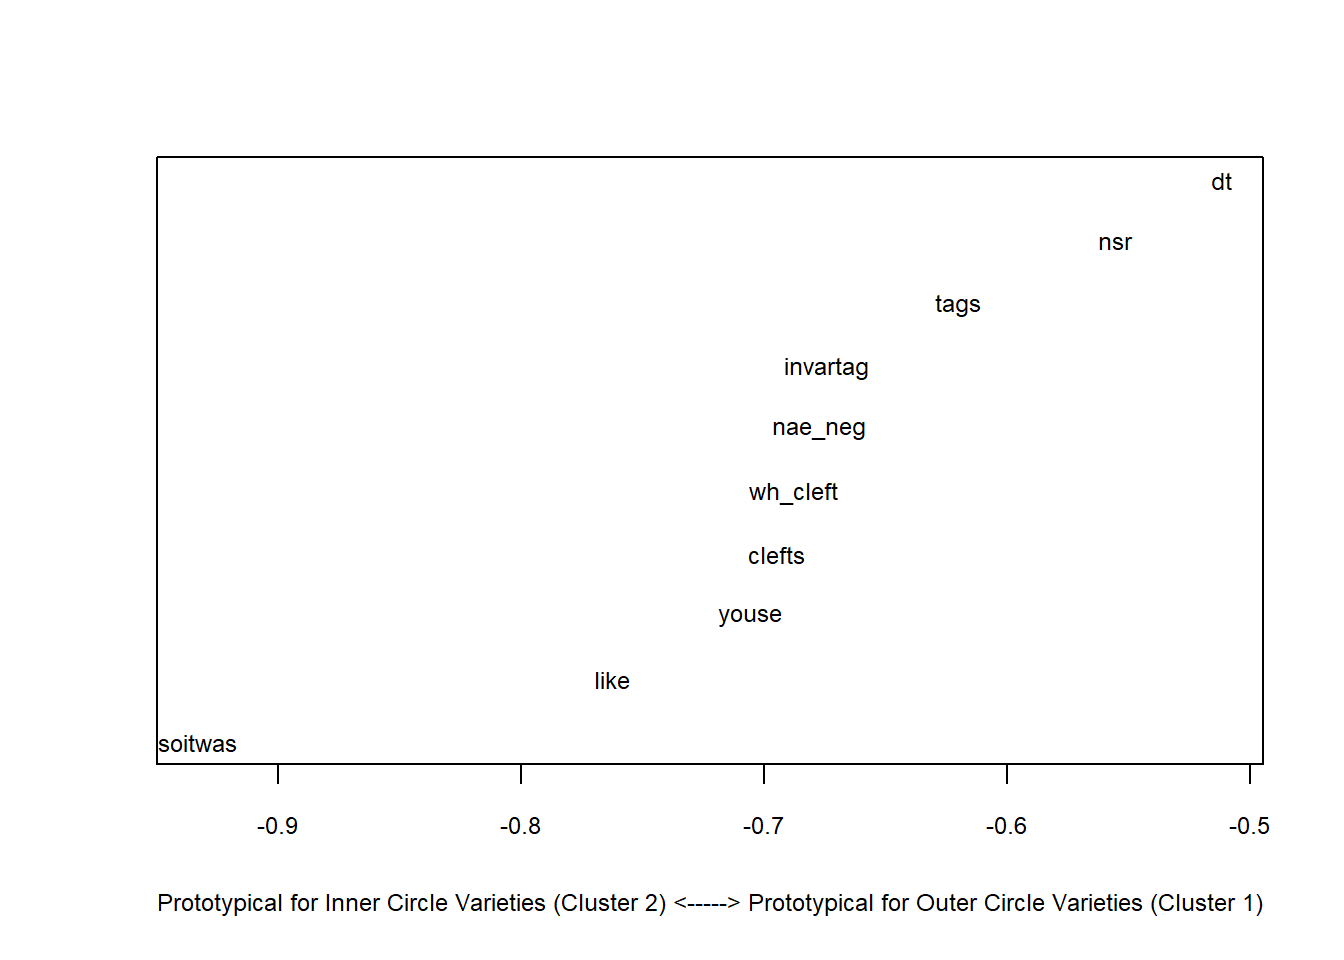 dt
nsr
tags
invartag
nae_neg
wh_cleft
clefts
youse
like
soitwas
-0.9 -0.8 -0.7 -0.6 -0.5
Prototypical for Inner Circle Varieties (Cluster 2) <-----> Prototypical for Outer Circle Varieties (Cluster 1)